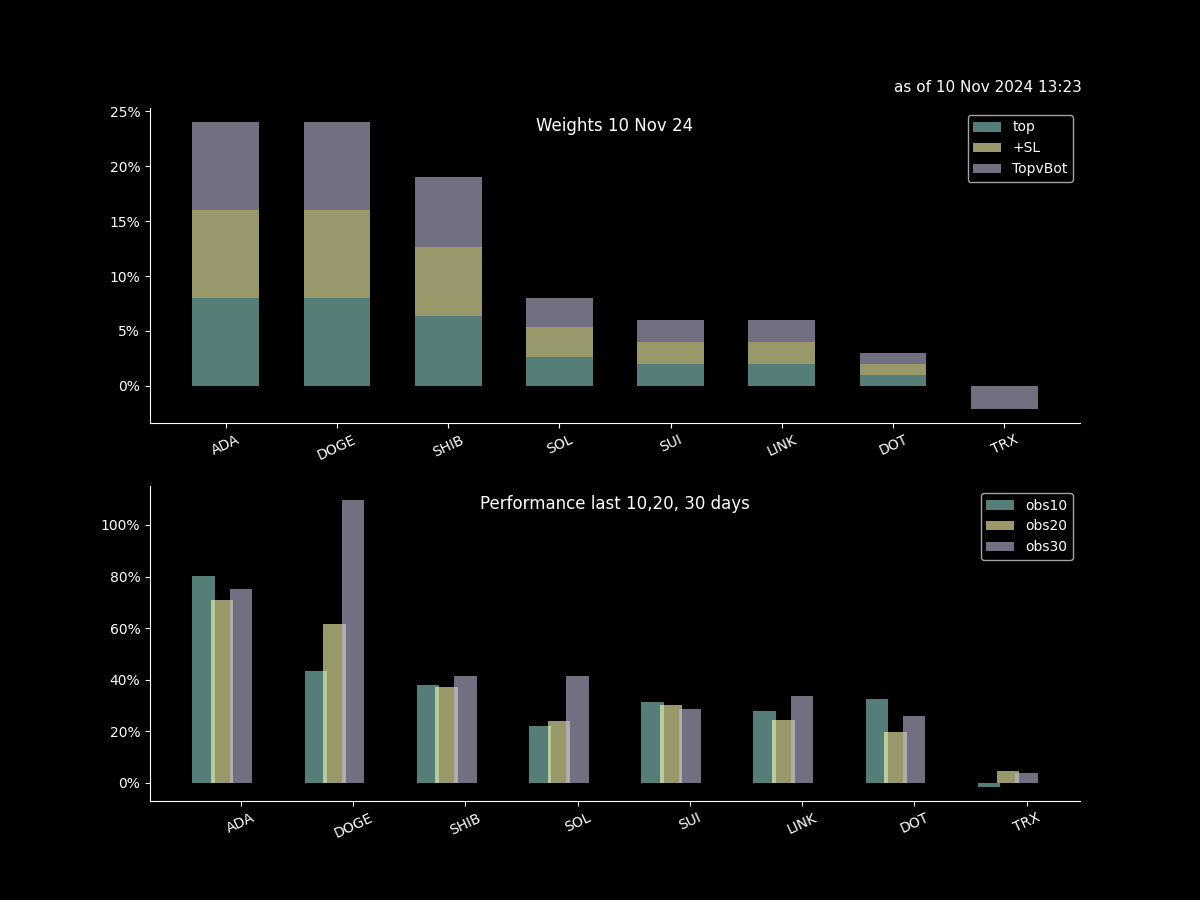 as of 10 Nov 2024 13:23
Weights 10 Nov 24
top
+SL
TopvBot
25%
20%
15%
10%
5%
0%
ADA DOGE SHIB SOL SUI LINK DOT TRX
Performance last 10,20, 30 days
obs10
obs20
obs30
100%
80%
60%
40%
20%
0%
ADA DOGE SHIB SOL SUI LINK DOT TRX